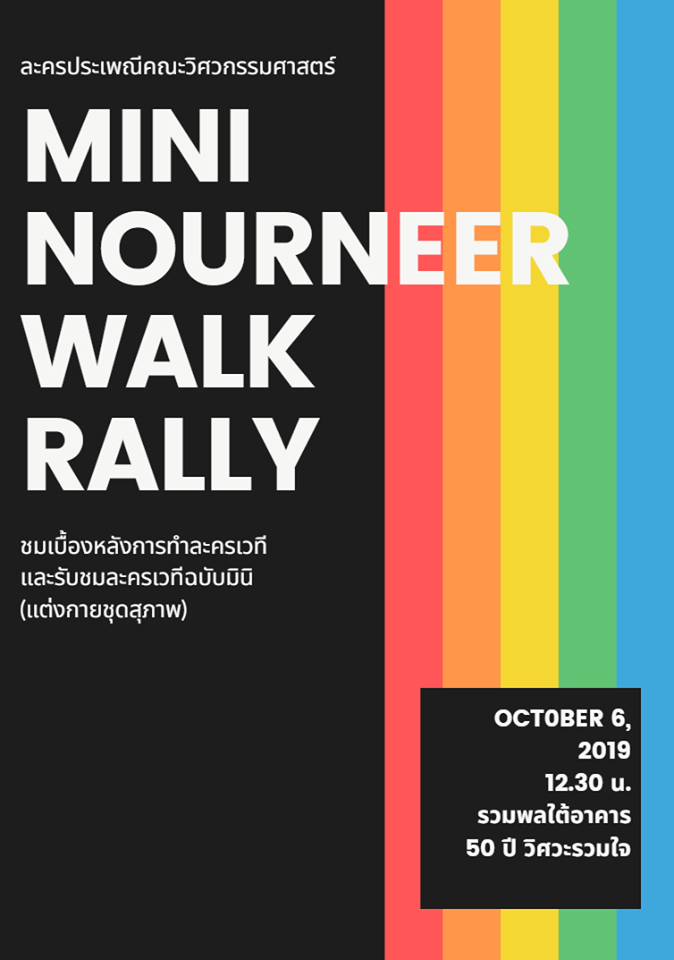 ละครประเพณีคณะวิศวกรรมศาสตร์
MINI
NOURNEER
WALK
RALLY
ชมเบื้องหลังการทำละครเวที
และรับชมละครเวทีฉบับมินิ
(แต่งกายชุดสุภาพ)
OCTOBER 6,
2019
12.30 น.
รวมพลใต้อาคาร
50 ปี วิศวะรวมใจ